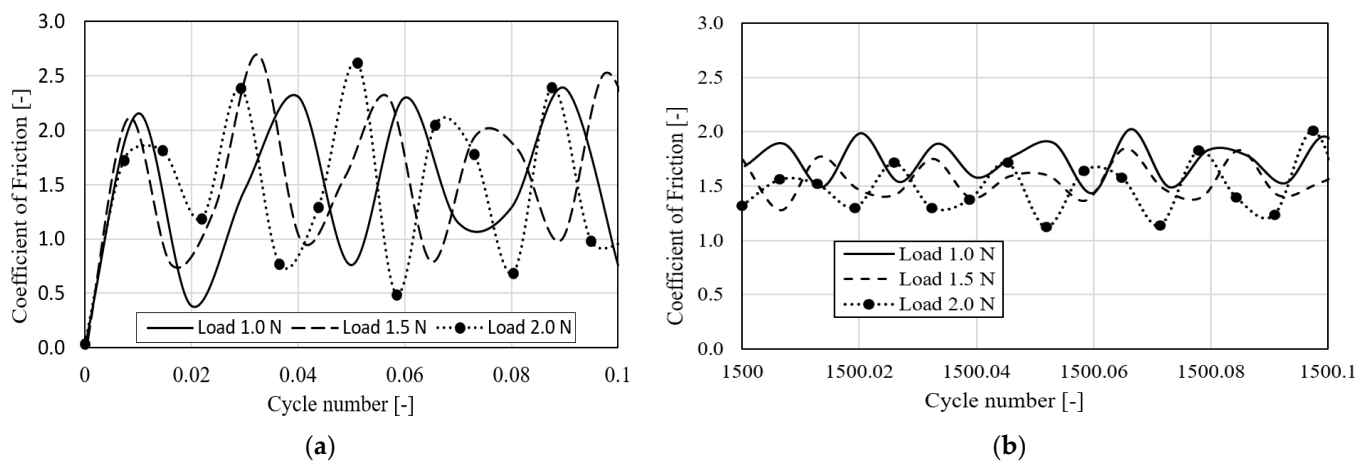 Coefficient of Friction [-]
3.0
2.5
2.0
1.5
1.0
0.5
0.0
0
0.02
0.04
0.06
0.08
0.1
Load 1.0 N
Load 1.5 N
Load 2.0 N
Cycle number [-]
(a)
Coefficient of Friction [-]
3.0
2.5
2.0
1.5
1.0
0.5
0.0
1500
1500.02
1500.04
1500.06
1500.08
1500.1
Load 1.0 N
Load 1.5 N
Load 2.0 N
Cycle number [-]
(b)